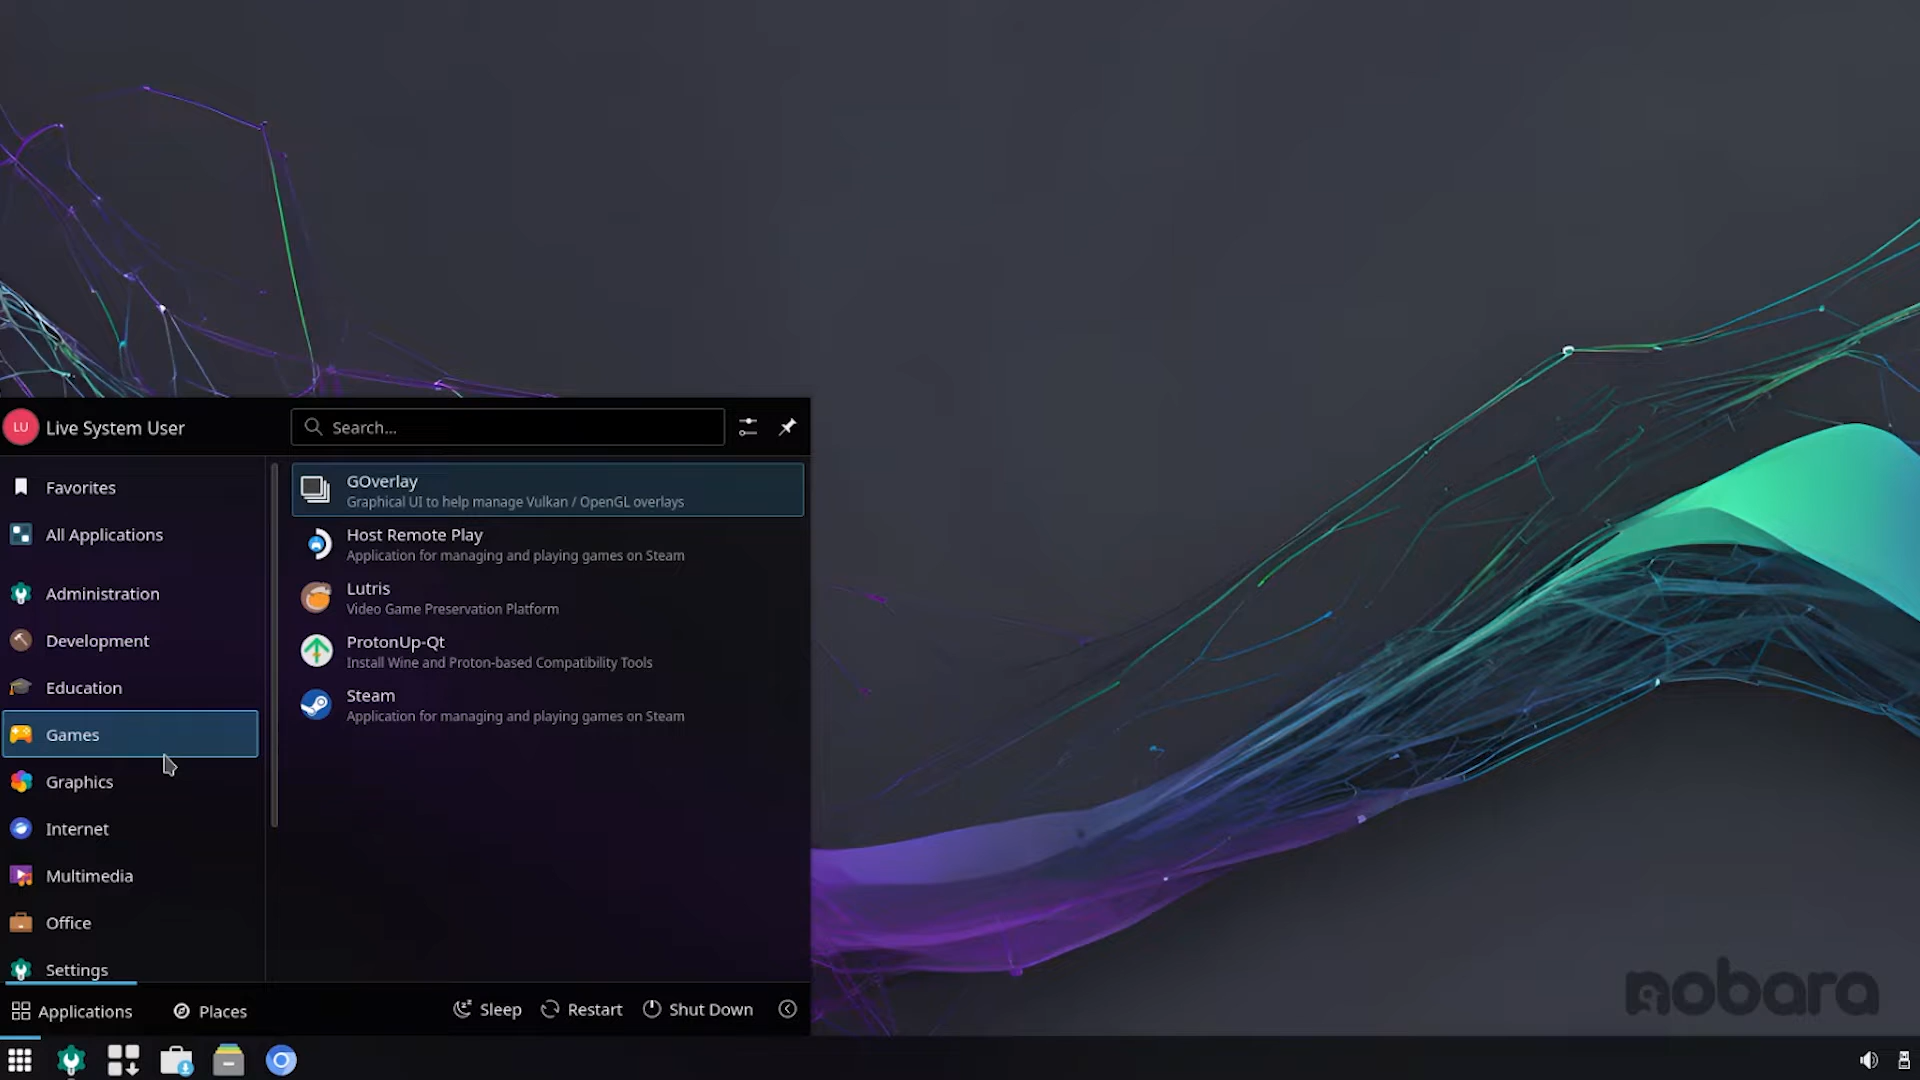 LU
Live System User
Search...
Favorites
All Applications
Administration
Development
Education
Games
Graphics
Internet
Multimedia
Office
Settings
GOverlay
Graphical UI to help manage Vulkan / OpenGL overlays
Host Remote Play
Application for managing and playing games on Steam
Lutris
Video Game Preservation Platform
ProtonUp-Qt
Install Wine and Proton-based Compatibility Tools
Steam
Application for managing and playing games on Steam
Applications
Places
Sleep
Restart
Shut Down
nobara